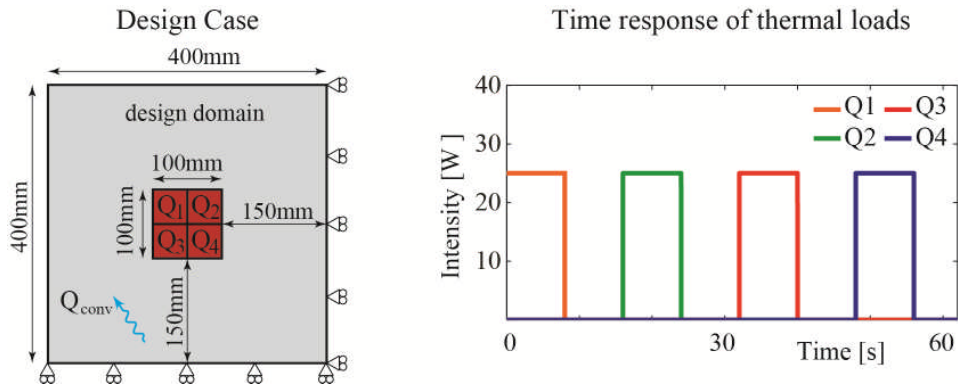 Design Case
400mm
400mm
design domain
100mm
100mm
Q1 Q2
Q3 Q4
150mm
150mm
Qconv
Time response of thermal loads
Intensity [W]
40
30
20
10
Q1 Q3
Q2 Q4
0 30 60
Time [s]